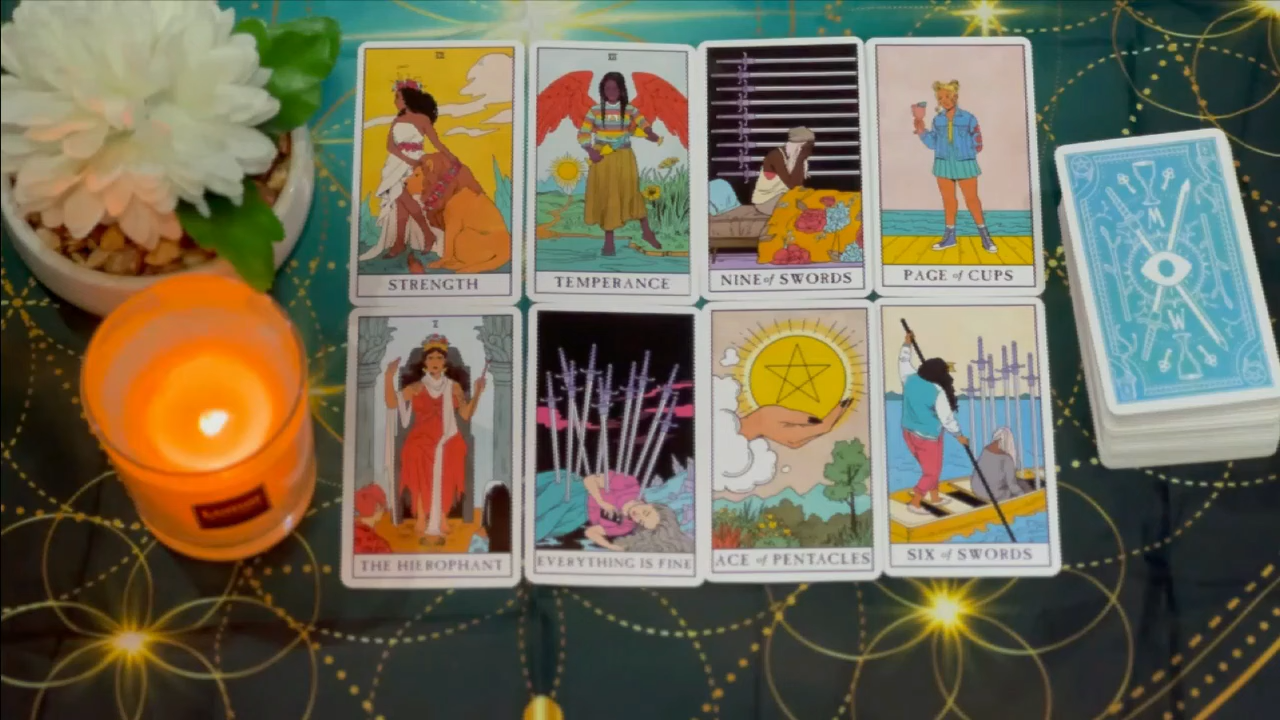 STRENGTH
TEMPERANCE
NINE of SWORDS
PAGE of CUPS
THE HIEROPHANT
EVERYTHING IS FINE
ACE of PENTACLES
SIX of SWORDS
M
W